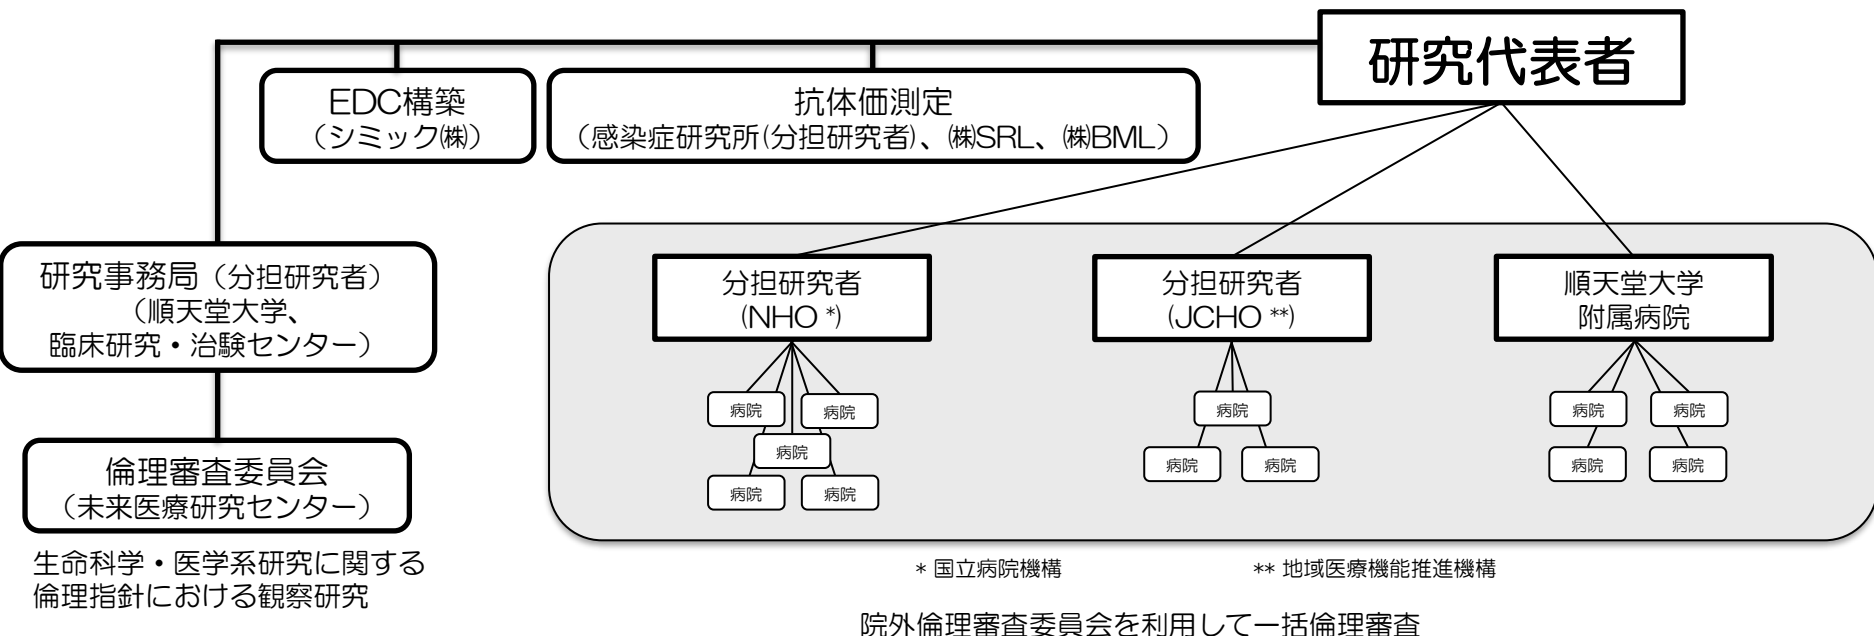 研究代表者
EDC構築
（シミック㈱）
抗体価測定
（感染症研究所(分担研究者)、㈱SRL、㈱BML）
研究事務局（分担研究者）
（順天堂大学、
臨床研究・治験センター）
分担研究者
(NHO *)
分担研究者
(JCHO **)
順天堂大学
附属病院
病院
病院
病院
病院
病院
病院
病院
病院
病院
病院
病院
病院
倫理審査委員会
（未来医療研究センター）
生命科学・医学系研究に関する
倫理指針における観察研究
* 国立病院機構
** 地域医療機能推進機構
院外倫理審査委員会を利用して一括倫理審査